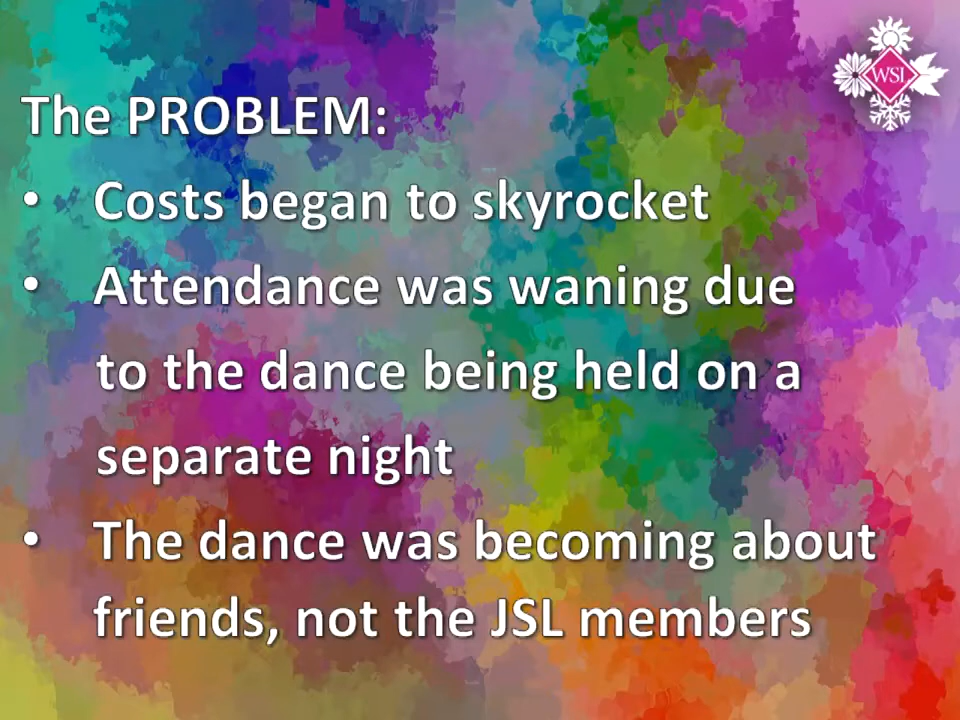 WSI
The PROBLEM:
• Costs began to skyrocket
• Attendance was waning due
to the dance being held on a
separate night
• The dance was becoming about
friends, not the JSL members